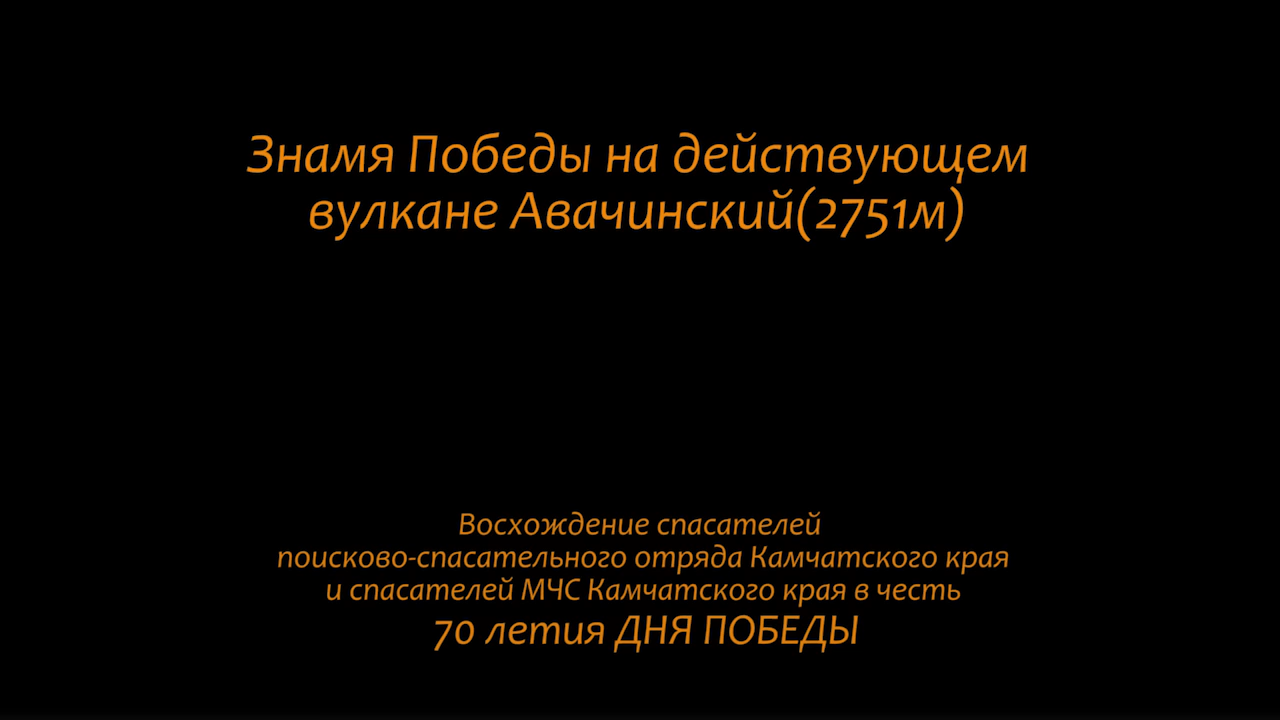 Знамя Победы на действующем
вулкане Авачинский(2751м)
Восхождение спасателей
поисково-спасательного отряда Камчатского края
и спасателей МЧС Камчатского края в честь
70 летия ДНЯ ПОБЕДЫ